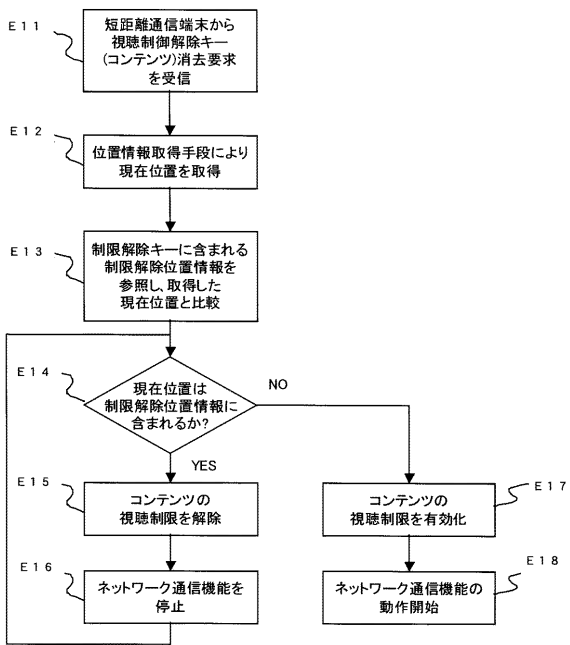 E11
短距離通信端末から
視聴制御解除キー
(コンテンツ)消去要求
を受信
E12
位置情報取得手段により
現在位置を取得
E13
制限解除キーに含まれる
制限解除位置情報を
参照し、取得した
現在位置と比較
E14
現在位置は
制限解除位置情報に
含まれるか?
NO
YES
E15
コンテンツの
視聴制限を解除
コンテンツの
視聴制限を有効化
E17
E16
ネットワーク通信機能を
停止
ネットワーク通信機能の
動作開始
E18